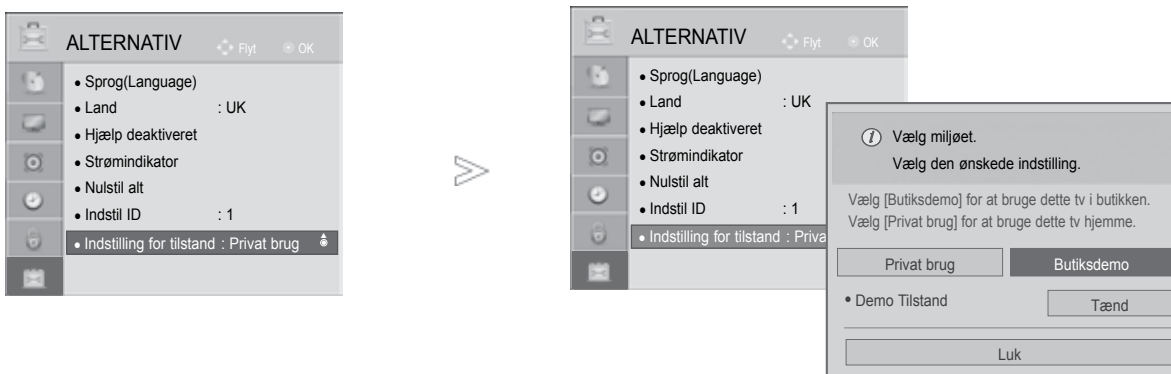 ALTERNATIV Flyt OK
• Sprog(Language)
• Land : UK
• Hjælp deaktiveret
• Strømindikator
• Nulstil alt
• Indstil ID : 1
• Indstilling for tilstand : Privat brug
>>
ALTERNATIV Flyt OK
• Sprog(Language)
• Land : UK
• Hjælp deaktiveret
• Strømindikator
• Nulstil alt
• Indstil ID : 1
• Indstilling for tilstand : Priva
i Vælg miljøet.
Vælg den ønskede indstilling.
Vælg [Butiksdemo] for at bruge dette tv i butikken.
Vælg [Privat brug] for at bruge dette tv hjemme.
Privat brug Butiksdemo
• Demo Tilstand Tænd
Luk